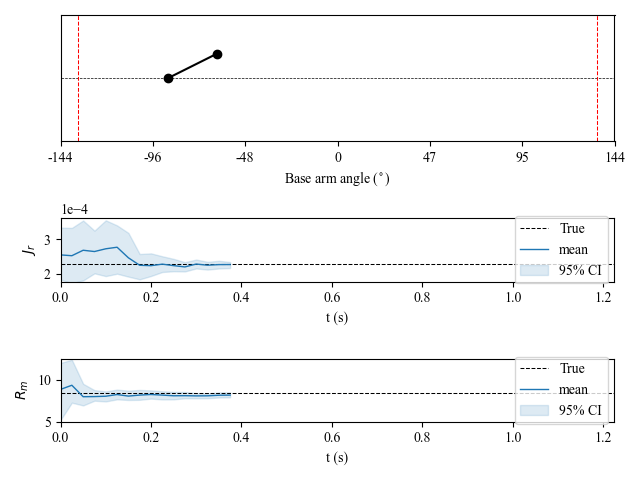 -144 -96 -48 0 47 95 144
Base arm angle (°)
1e−4
3
2
J_r
True
mean
95% CI
0.0 0.2 0.4 0.6 0.8 1.0 1.2
t (s)
10
5
R_m
True
mean
95% CI
0.0 0.2 0.4 0.6 0.8 1.0 1.2
t (s)